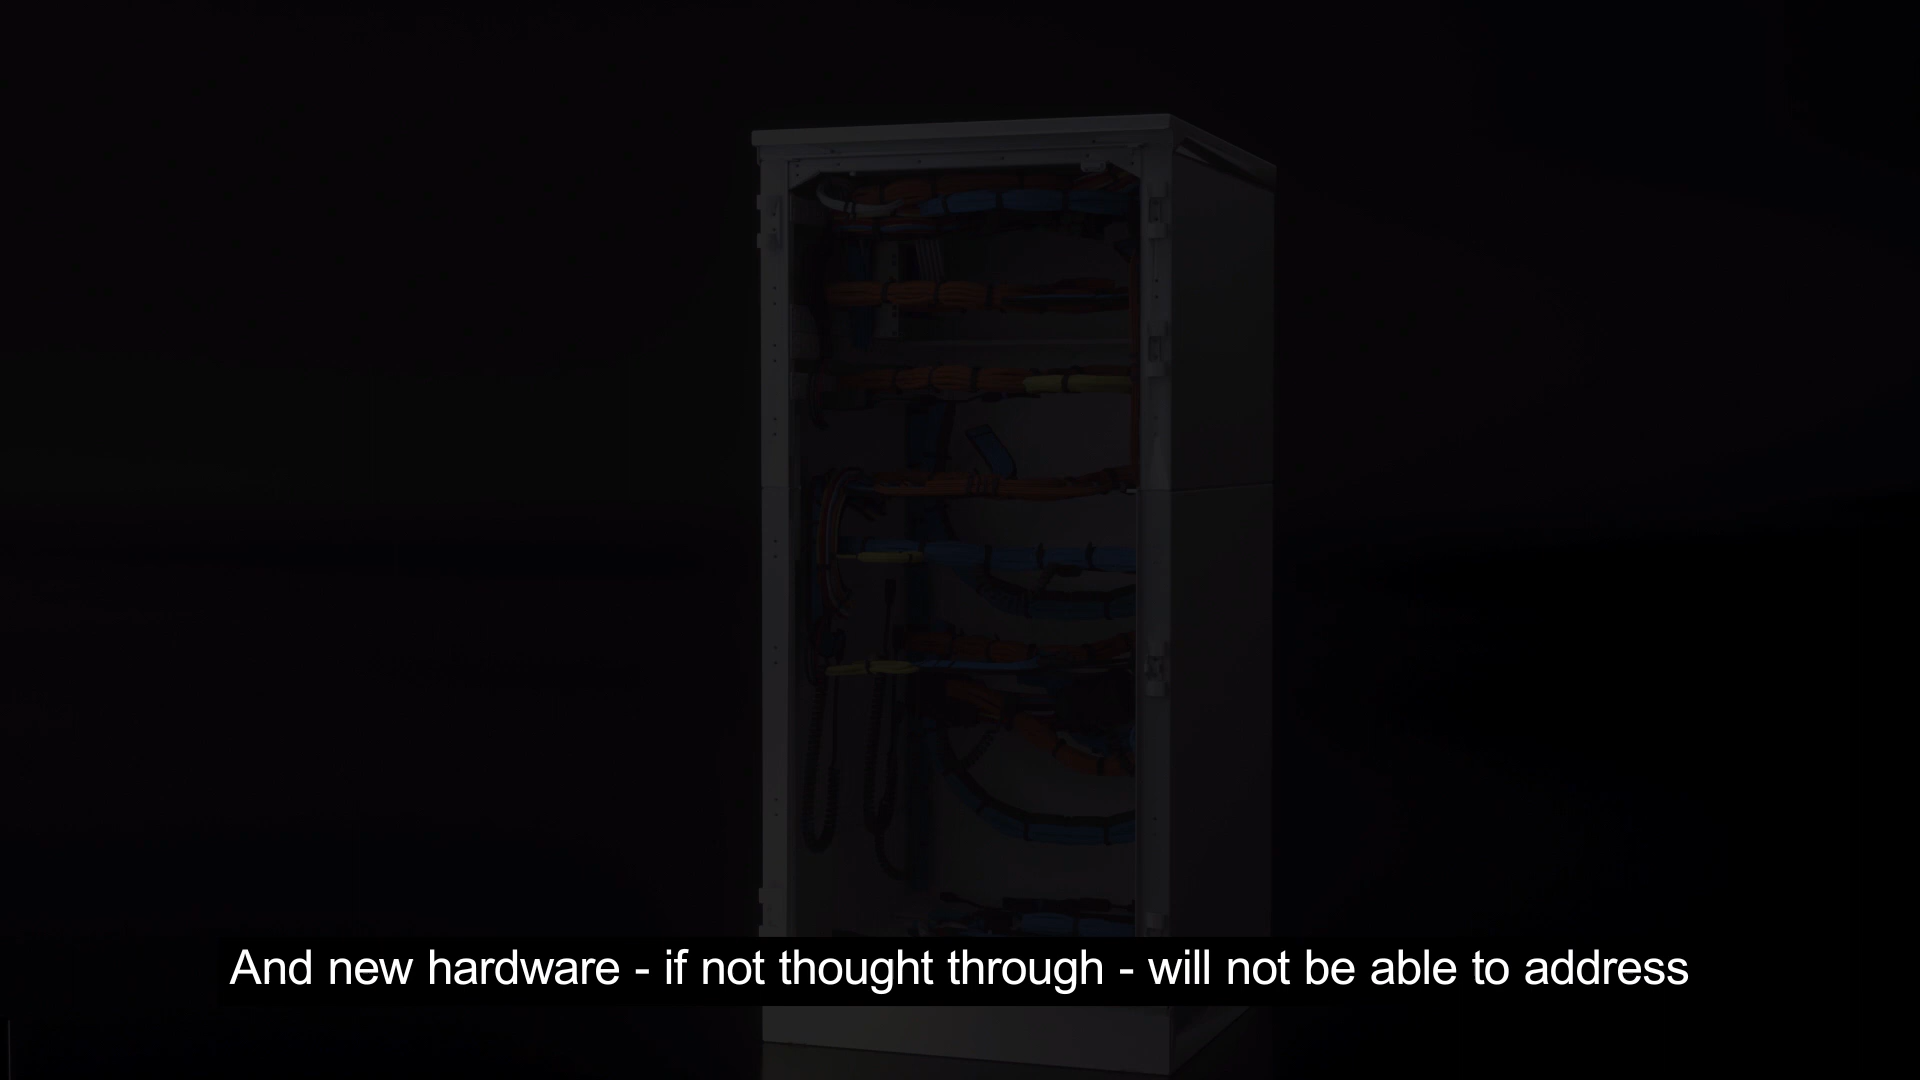 And new hardware - if not thought through - will not be able to address